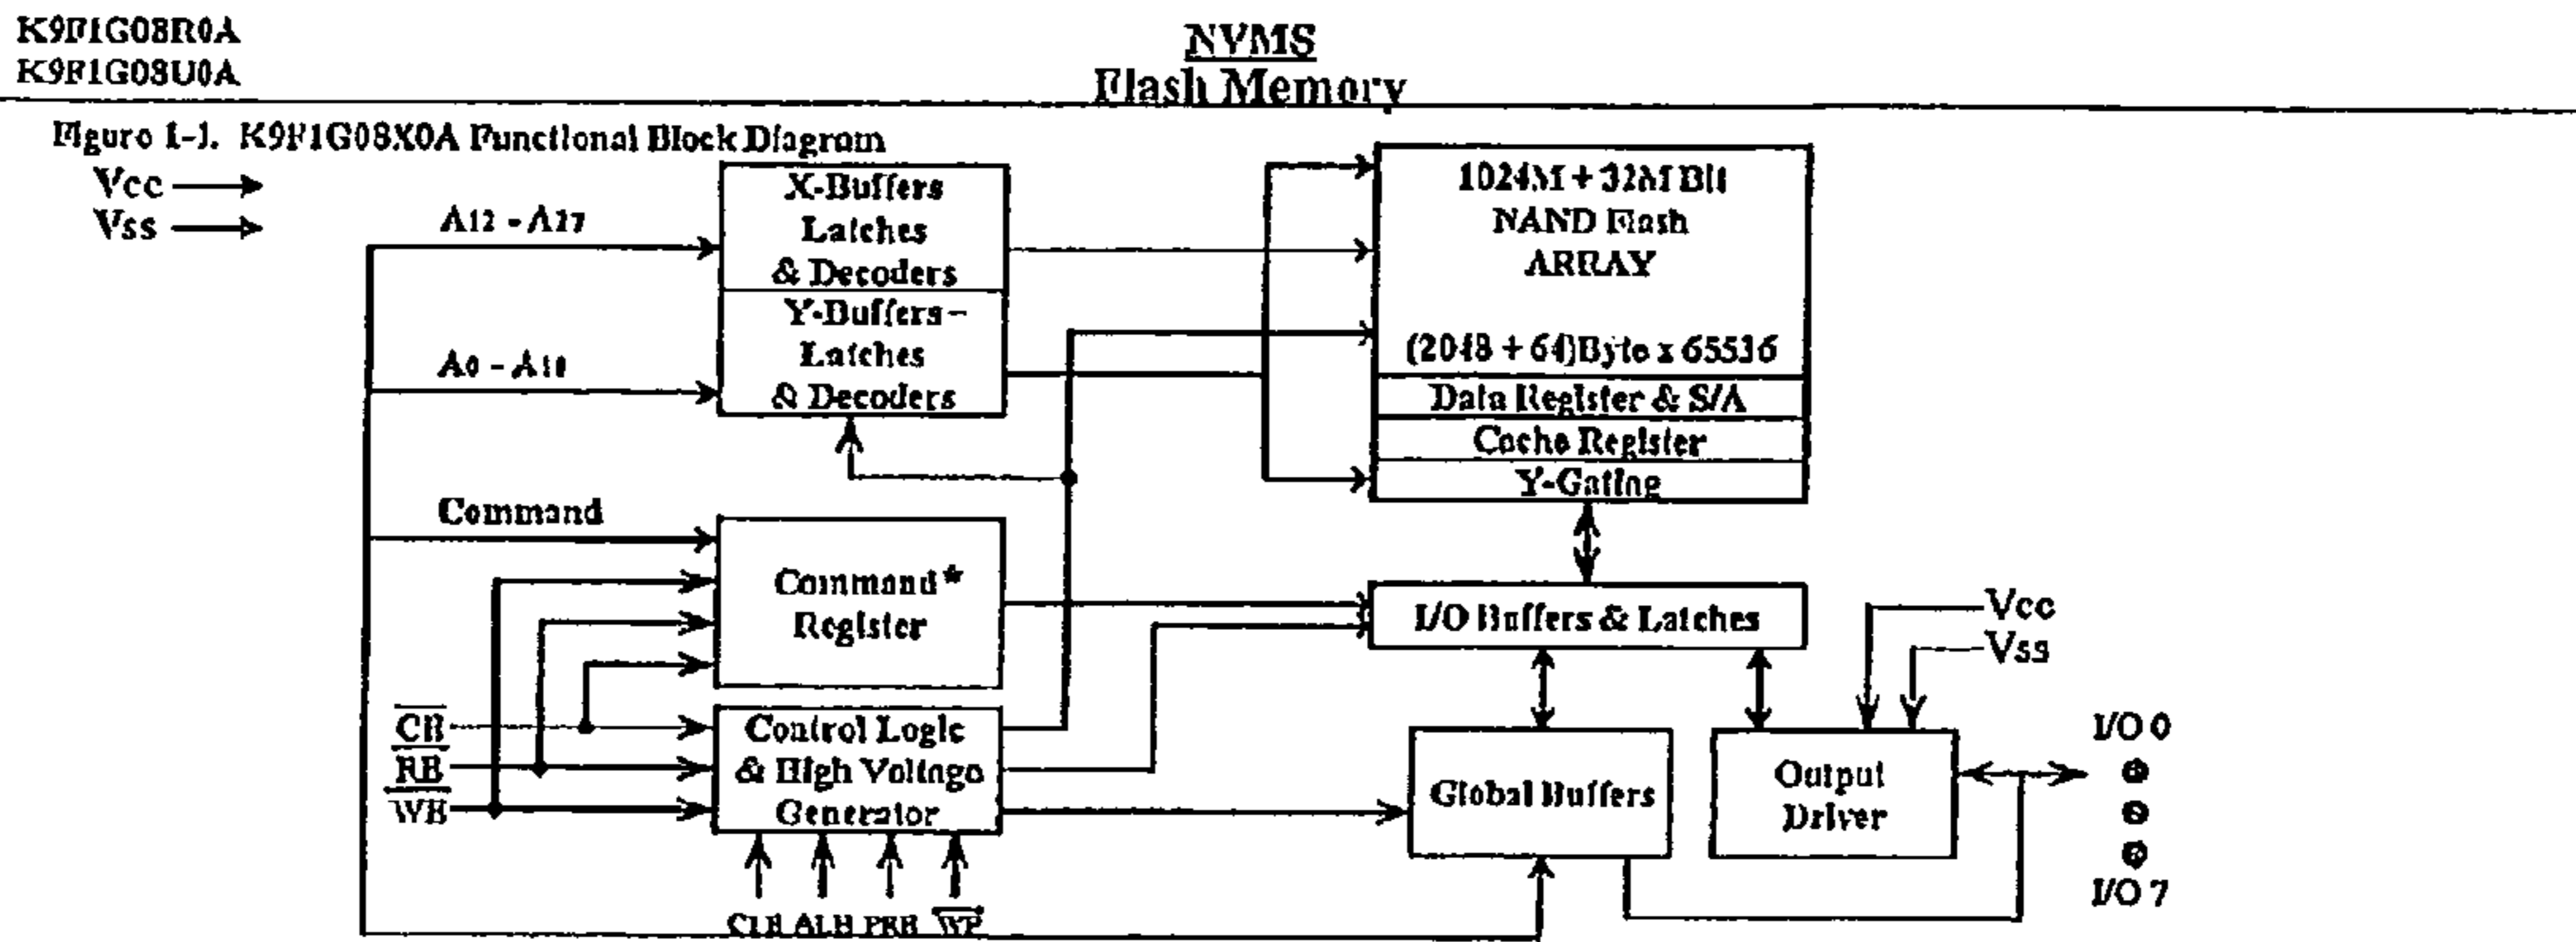 K9F1G08R0A
K9F1G08U0A
NVMS
Flash Memory
Figure 1-1. K9F1G08X0A Functional Block Diagram
Vcc
Vss
A12 - A27
X-Buffers
Latches
& Decoders
A0 - A11
Y-Buffers-
Latches
& Decoders
1024M + 32M Bit
NAND Flash
ARRAY
(2048 + 64)Byte x 65536
Data Register & S/A
Cache Register
Y-Gating
Command
Command*
Register
I/O Buffers & Latches
Vcc
Vss
CE
RE
WE
Control Logic
& High Voltage
Generator
CLE ALE PRE WP
Global Buffers
Output
Driver
I/O 0
I/O 7